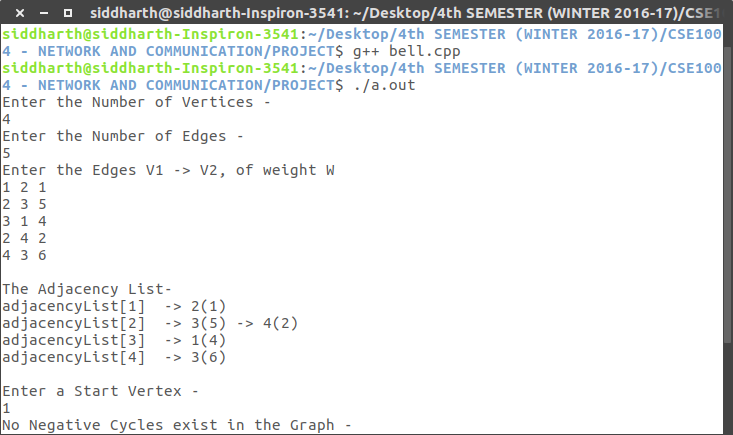 siddharth@siddharth-Inspiron-3541: ~/Desktop/4th SEMESTER (WINTER 2016-17)/CSE1
siddharth@siddharth-Inspiron-3541:~/Desktop/4th SEMESTER (WINTER 2016-17)/CSE100
4 - NETWORK AND COMMUNICATION/PROJECT$ g++ bell.cpp
siddharth@siddharth-Inspiron-3541:~/Desktop/4th SEMESTER (WINTER 2016-17)/CSE100
4 - NETWORK AND COMMUNICATION/PROJECT$ ./a.out
Enter the Number of Vertices -
4
Enter the Number of Edges -
5
Enter the Edges V1 -> V2, of weight W
1 2 1
2 3 5
3 1 4
2 4 2
4 3 6
The Adjacency List-
adjacencyList[1]  -> 2(1)
adjacencyList[2]  -> 3(5) -> 4(2)
adjacencyList[3]  -> 1(4)
adjacencyList[4]  -> 3(6)
Enter a Start Vertex -
1
No Negative Cycles exist in the Graph -